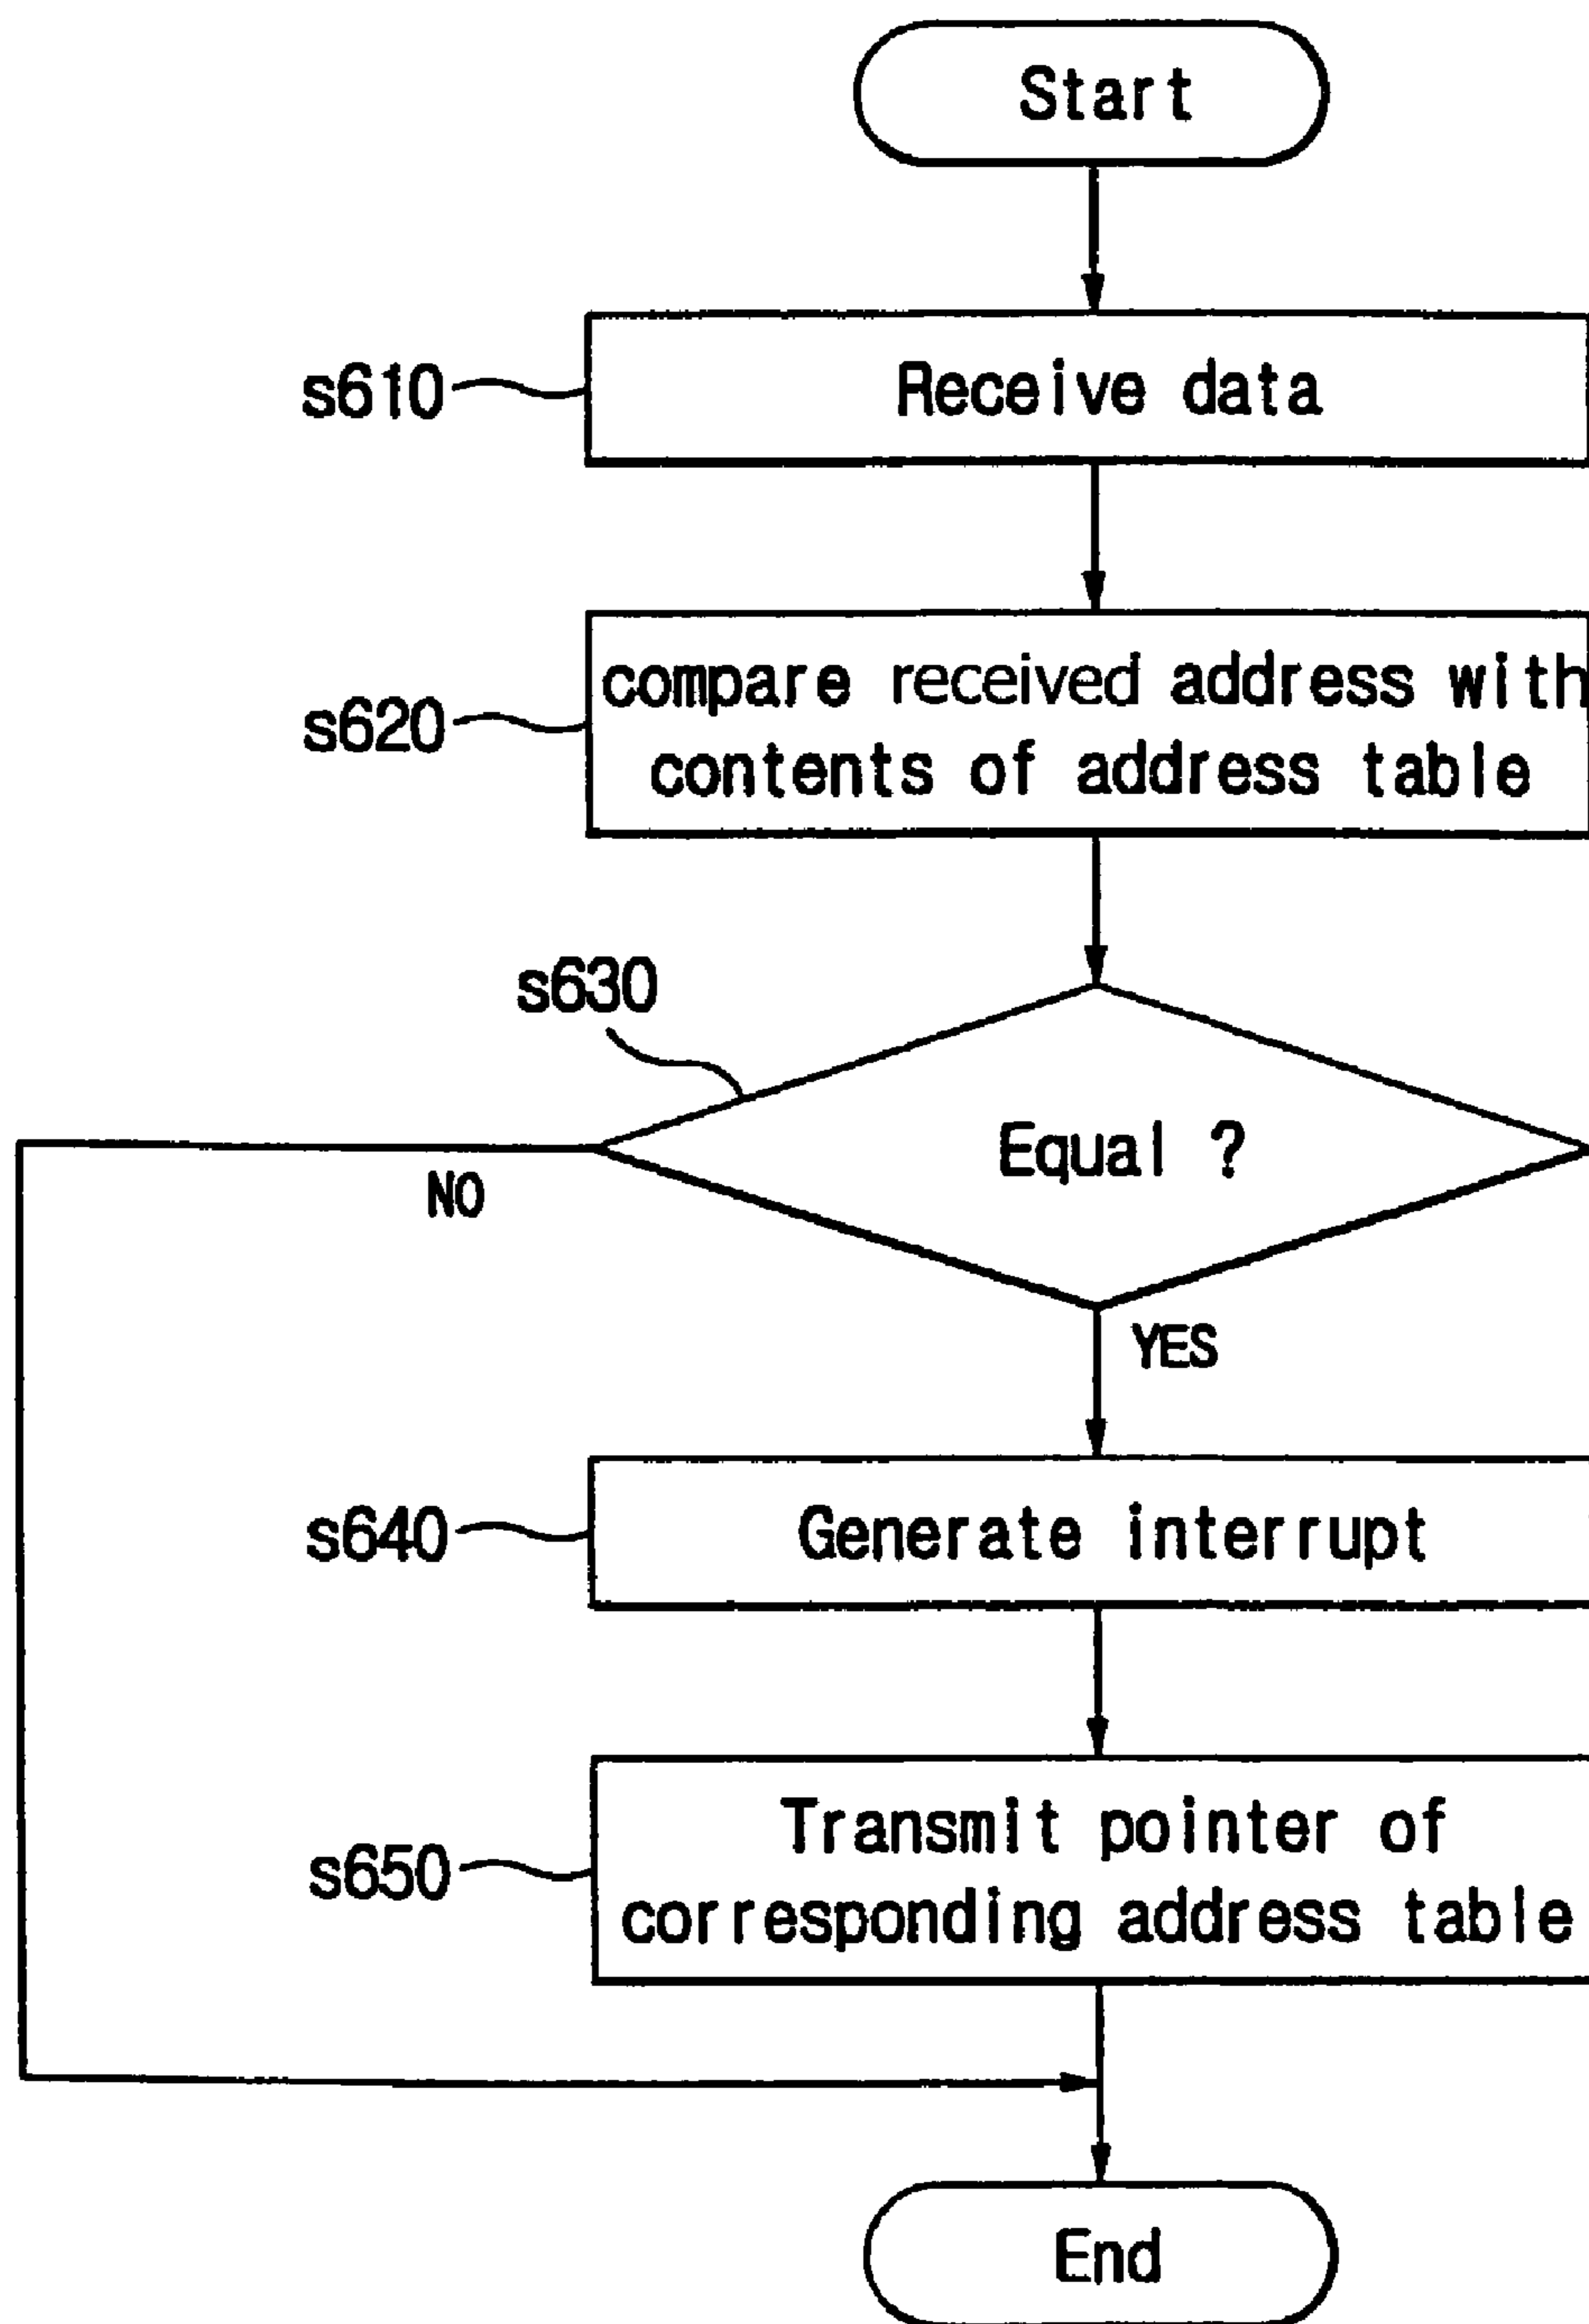 Start
s610
Receive data
s620
compare received address with
contents of address table
s630
Equal ?
NO
YES
s640
Generate interrupt
s650
Transmit pointer of
corresponding address table
End